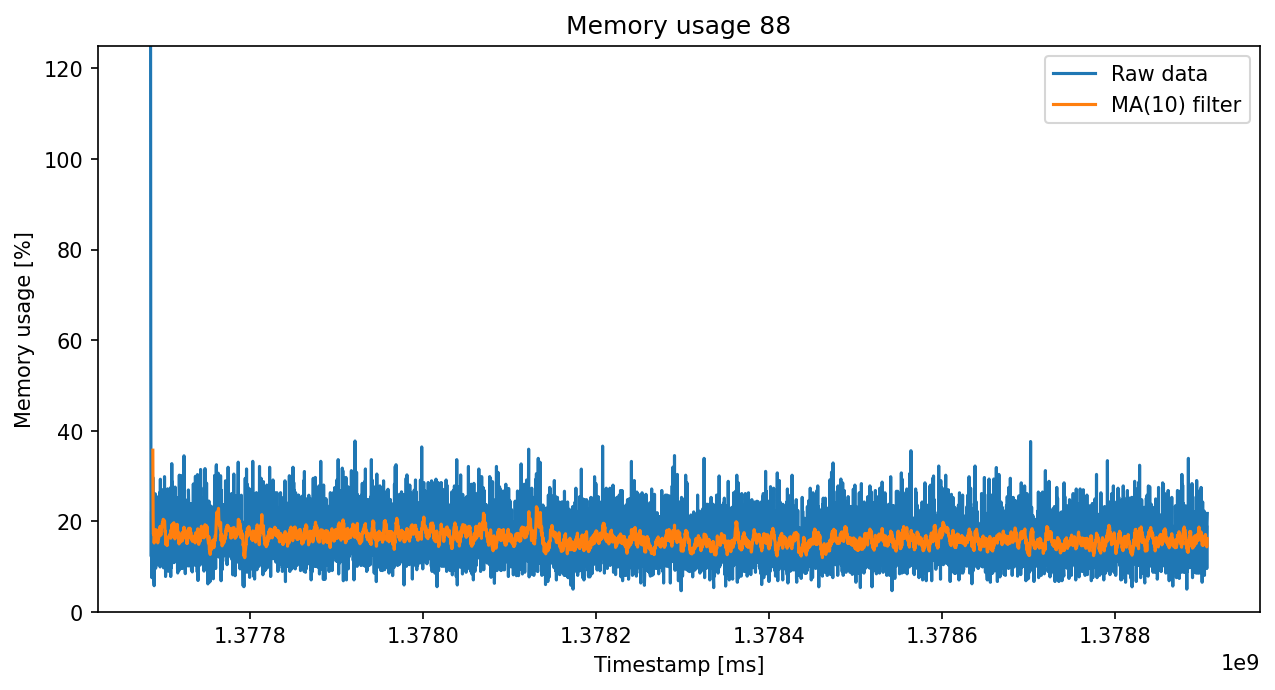 Memory usage 88
Raw data
MA(10) filter
Memory usage [%]
120
100
80
60
40
20
0
1.3778 1.3780 1.3782 1.3784 1.3786 1.3788
Timestamp [ms]
1e9